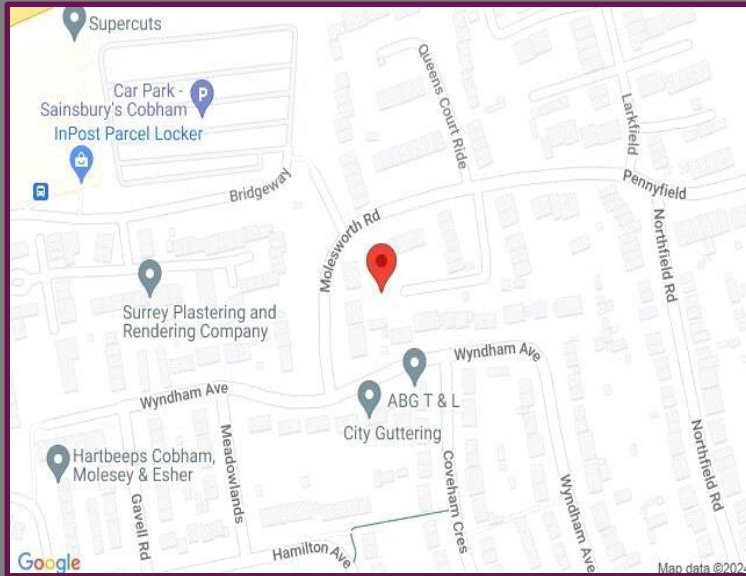 Supercuts
Car Park -
Sainsbury's Cobham
P
InPost Parcel Locker
Queens Court Ride
Larkfield
Bridgeway
Pennyfield
Molesworth Rd
Northfield Rd
Surrey Plastering and
Rendering Company
Wyndham Ave
Wyndham Ave
ABG T & L
City Guttering
Hartbeeps Cobham,
Molesey & Esher
Meadowlands
Gavell Rd
Coveham Cres
Wyndham Ave
Northfield Rd
Hamilton Ave
Google
Map data ©2024